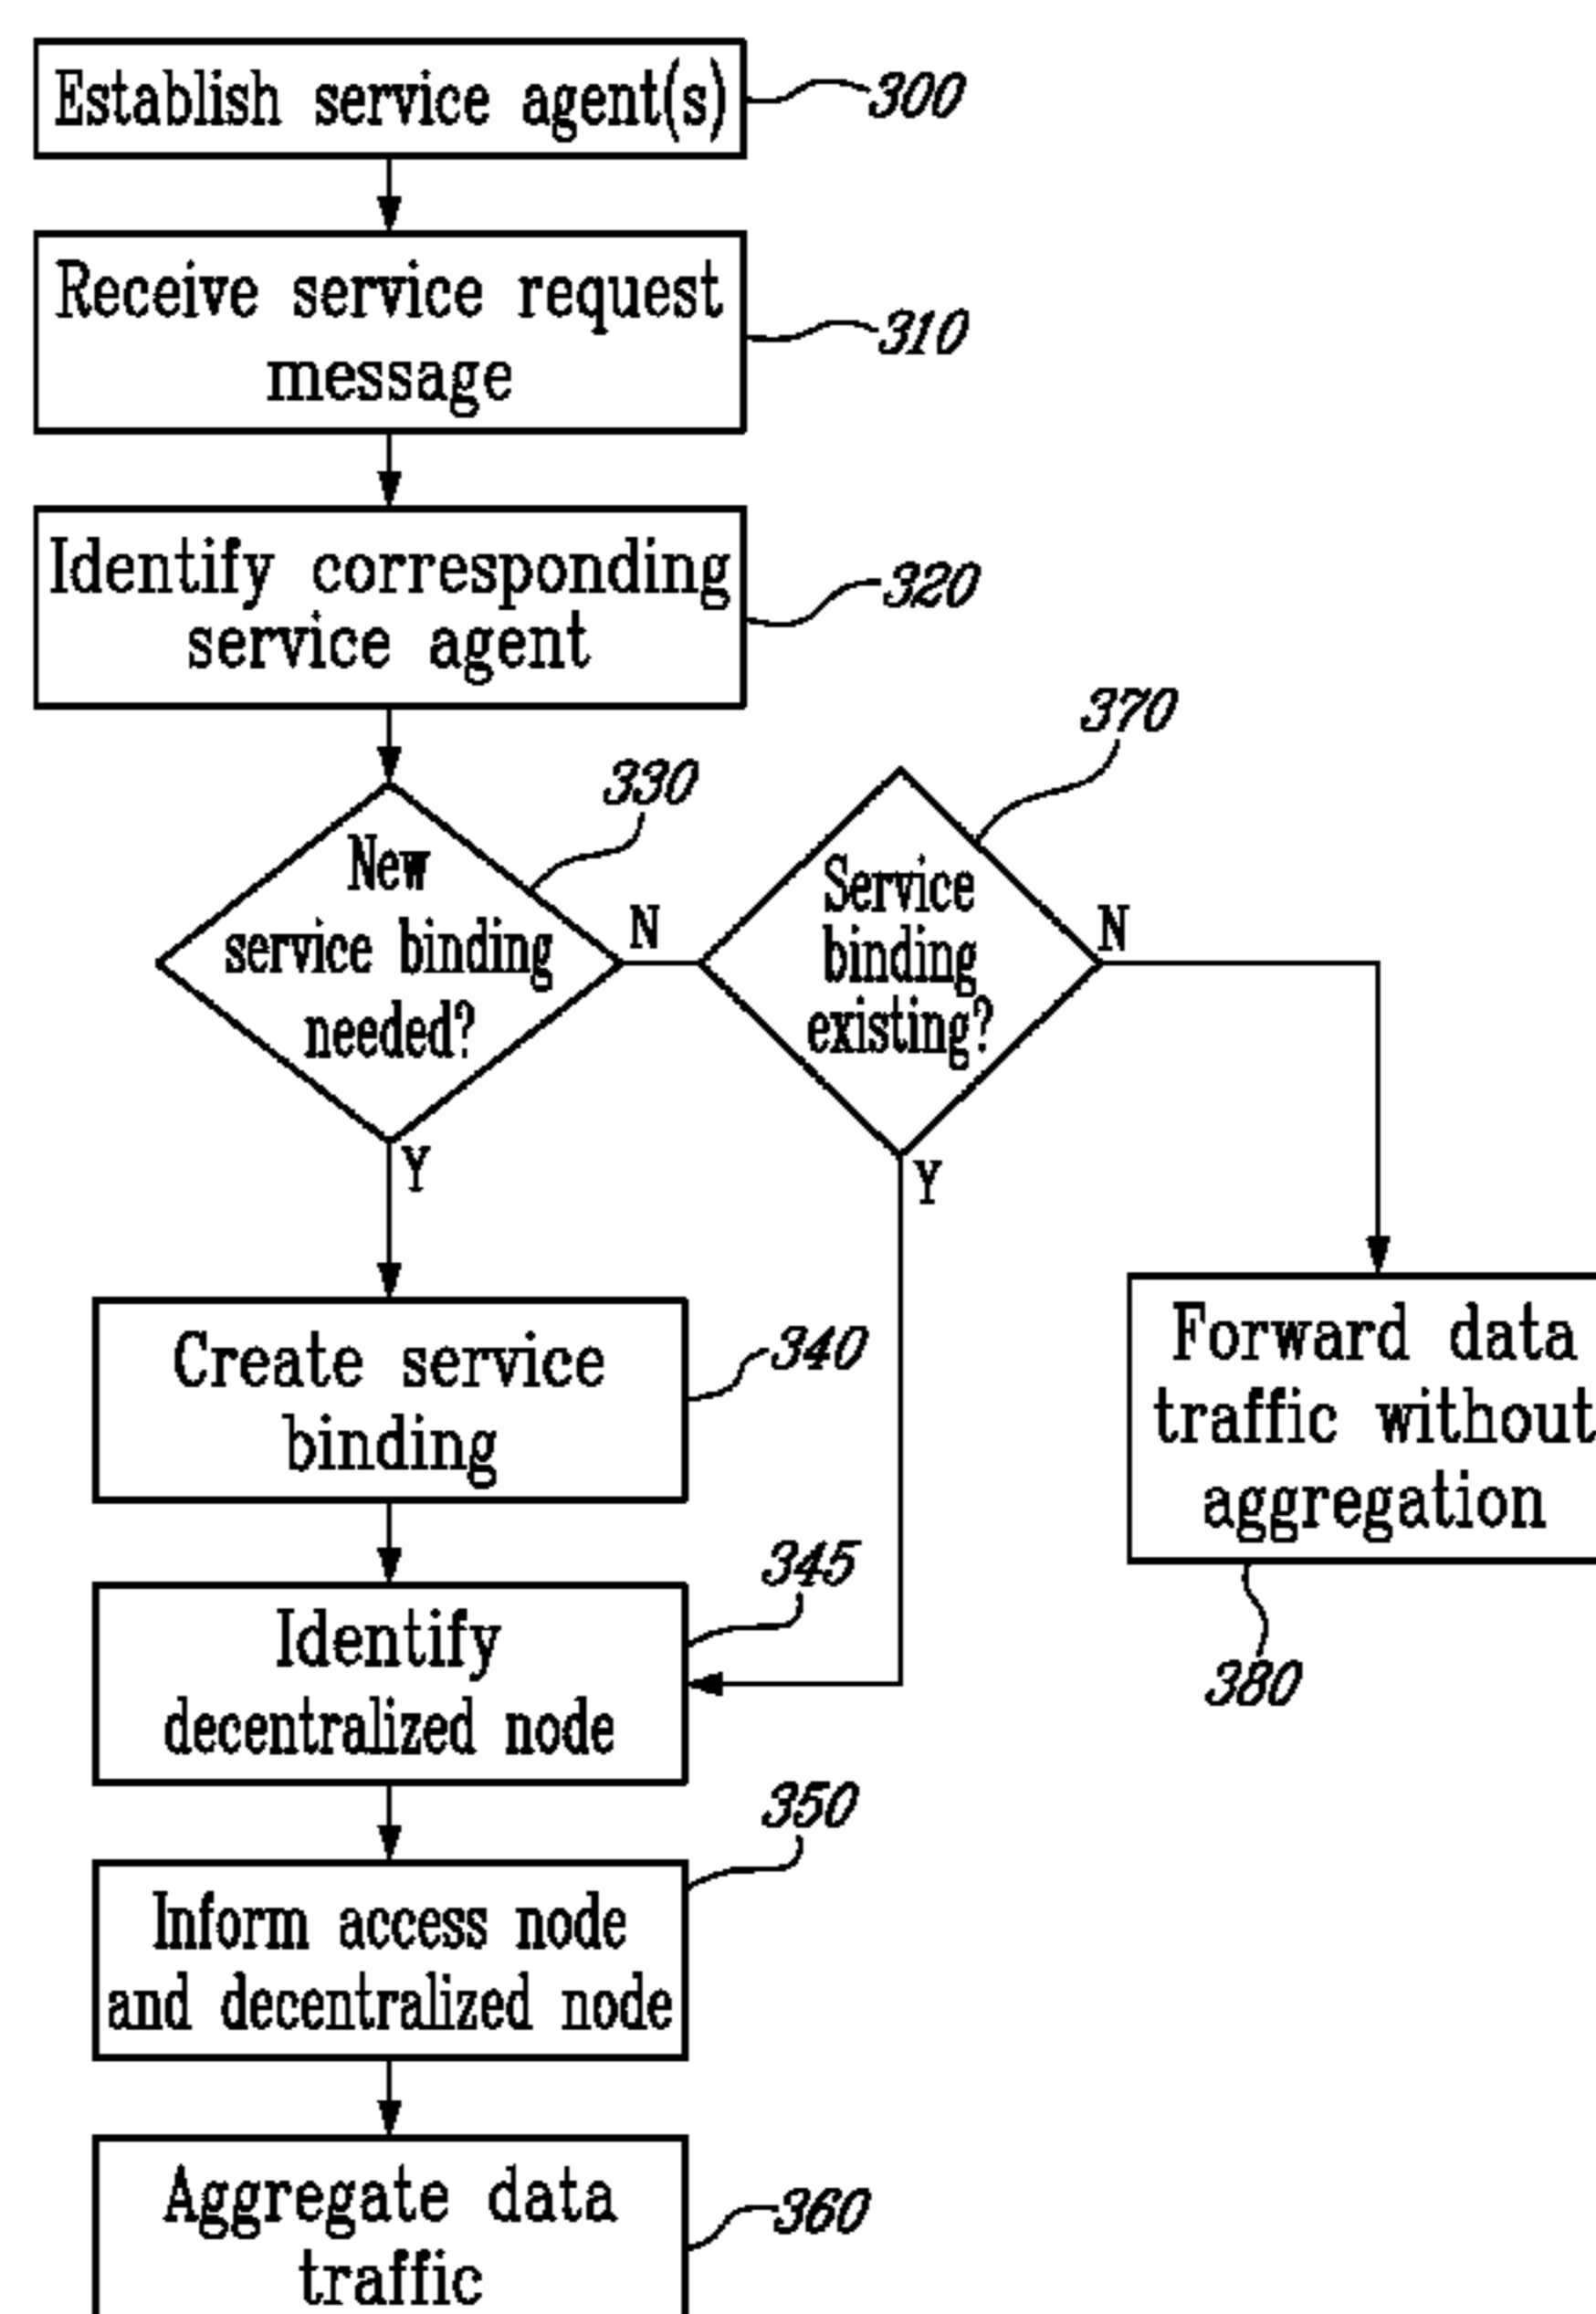 Establish service agent(s)
300
Receive service request
message
310
Identify corresponding
service agent
320
330
New
service binding
needed?
N
Y
370
Service
binding
existing?
N
Y
Create service
binding
340
Forward data
traffic without
aggregation
380
Identify
decentralized node
345
Inform access node
and decentralized node
350
Aggregate data
traffic
360